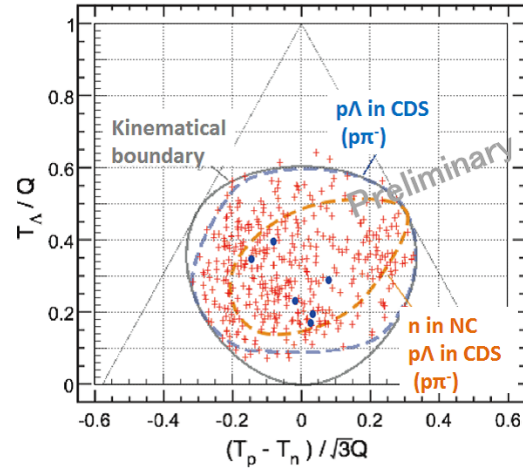 1
0.8
0.6
0.4
0.2
0
-0.6
-0.4
-0.2
0
0.2
0.4
0.6
T_Λ / Q
(T_p - T_n) / √3Q
Kinematical
boundary
pΛ in CDS
(pπ⁻)
Preliminary
n in NC
pΛ in CDS
(pπ⁻)